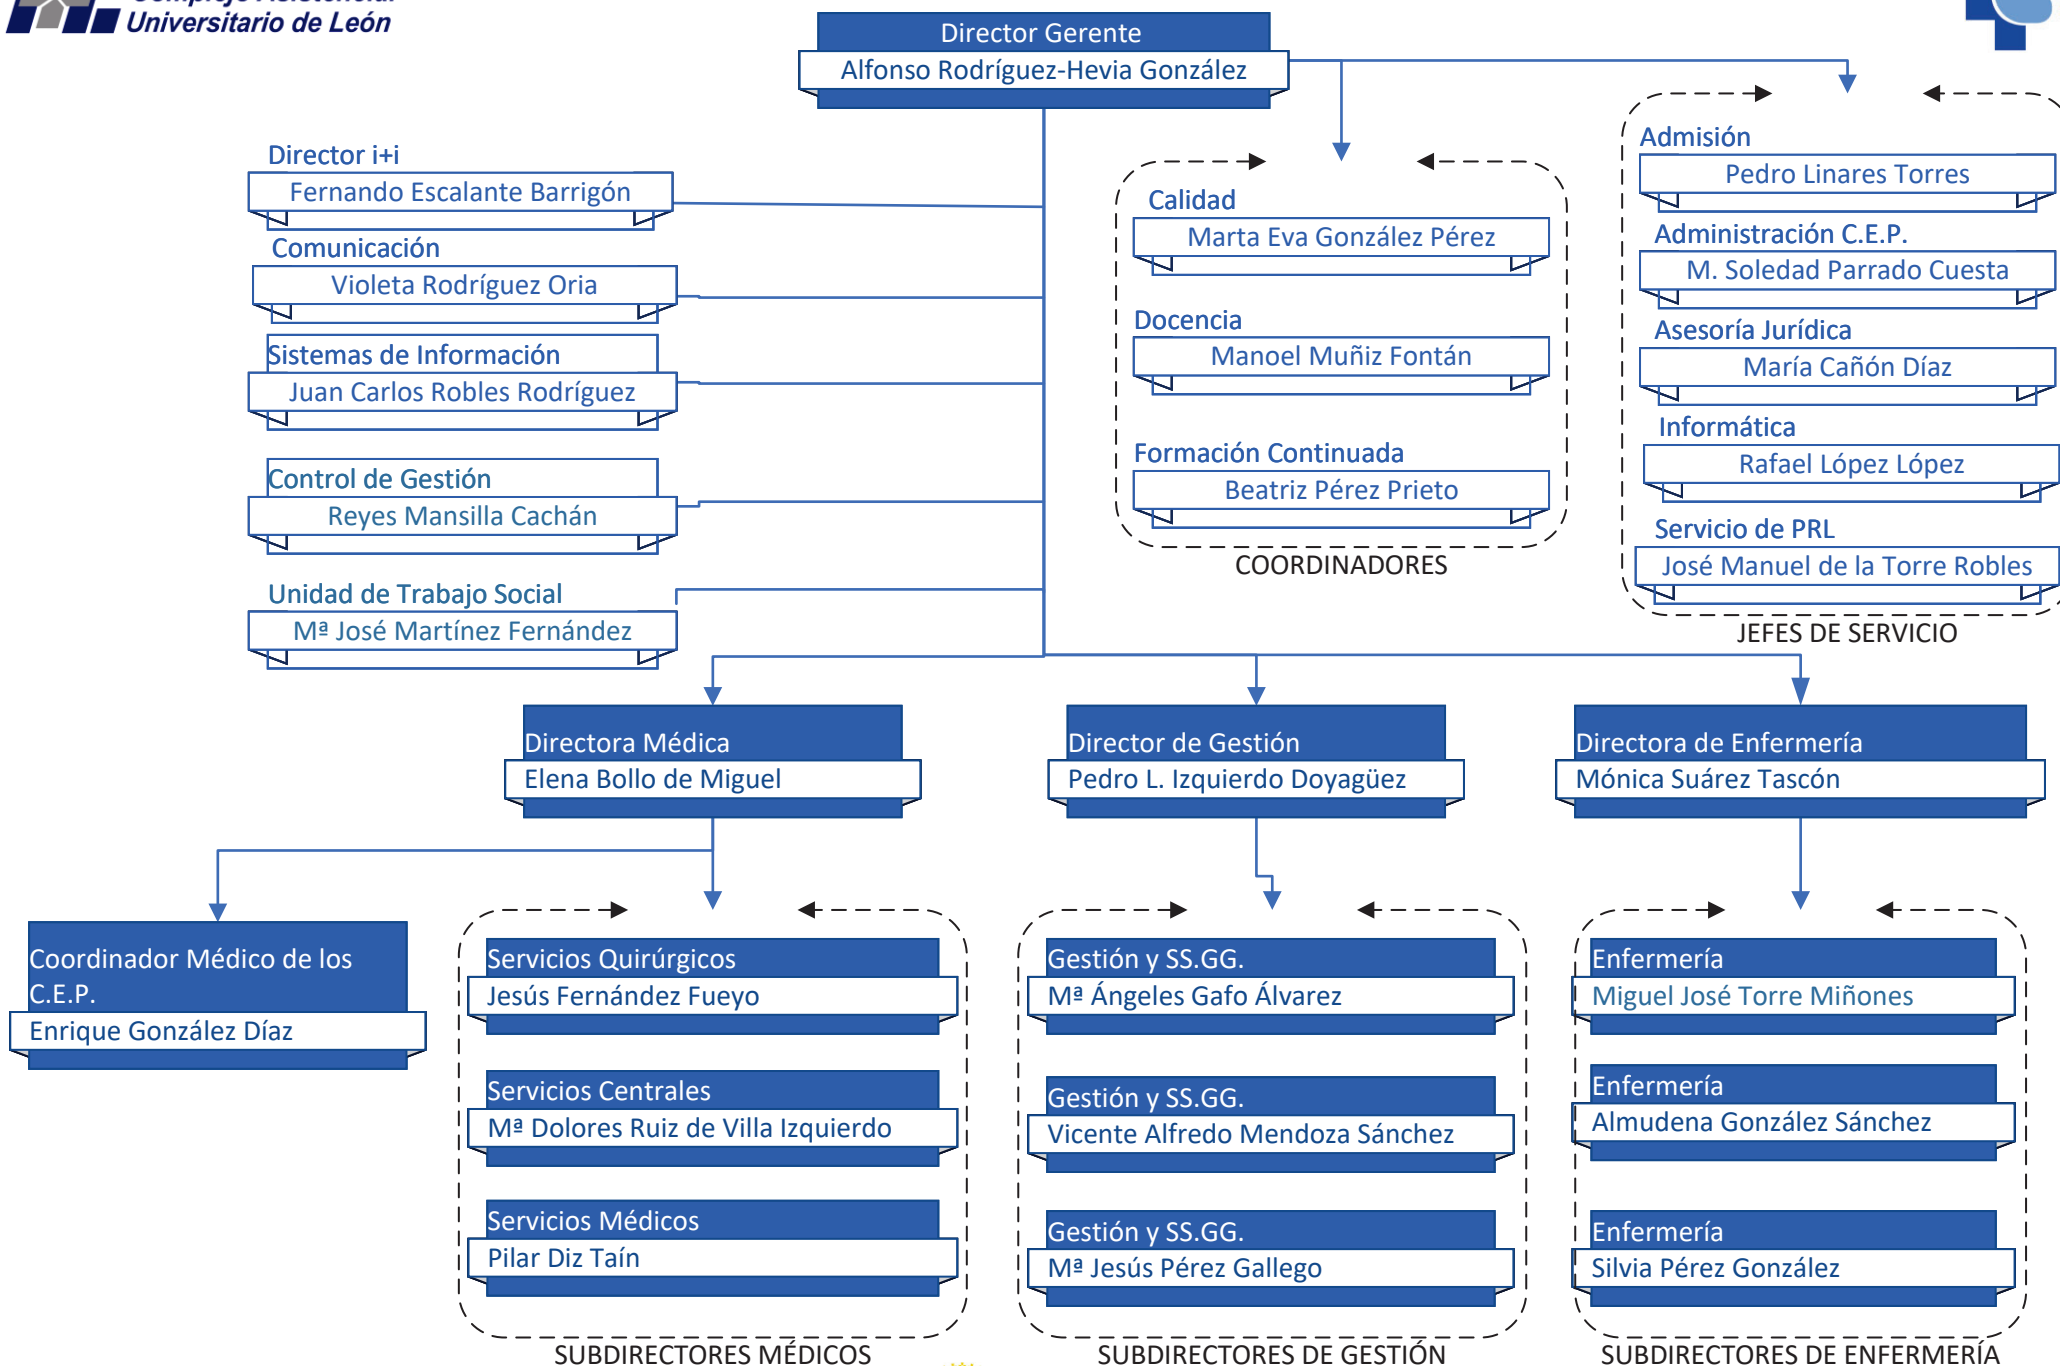 Complejo Asistencial
Universitario de León
Director Gerente
Alfonso Rodríguez-Hevia González
Director i+i
Fernando Escalante Barrigón
Comunicación
Violeta Rodríguez Oria
Sistemas de Información
Juan Carlos Robles Rodríguez
Control de Gestión
Reyes Mansilla Cachán
Unidad de Trabajo Social
Mª José Martínez Fernández
Calidad
Marta Eva González Pérez
Docencia
Manoel Muñiz Fontán
Formación Continuada
Beatriz Pérez Prieto
COORDINADORES
Admisión
Pedro Linares Torres
Administración C.E.P.
M. Soledad Parrado Cuesta
Asesoría Jurídica
María Cañón Díaz
Informática
Rafael López López
Servicio de PRL
José Manuel de la Torre Robles
JEFES DE SERVICIO
Directora Médica
Elena Bollo de Miguel
Director de Gestión
Pedro L. Izquierdo Doyagüez
Directora de Enfermería
Mónica Suárez Tascón
Coordinador Médico de los
C.E.P.
Enrique González Díaz
Servicios Quirúrgicos
Jesús Fernández Fueyo
Servicios Centrales
Mª Dolores Ruiz de Villa Izquierdo
Servicios Médicos
Pilar Diz Taín
SUBDIRECTORES MÉDICOS
Gestión y SS.GG.
Mª Ángeles Gafo Álvarez
Gestión y SS.GG.
Vicente Alfredo Mendoza Sánchez
Gestión y SS.GG.
Mª Jesús Pérez Gallego
SUBDIRECTORES DE GESTIÓN
Enfermería
Miguel José Torre Miñones
Enfermería
Almudena González Sánchez
Enfermería
Silvia Pérez González
SUBDIRECTORES DE ENFERMERÍA